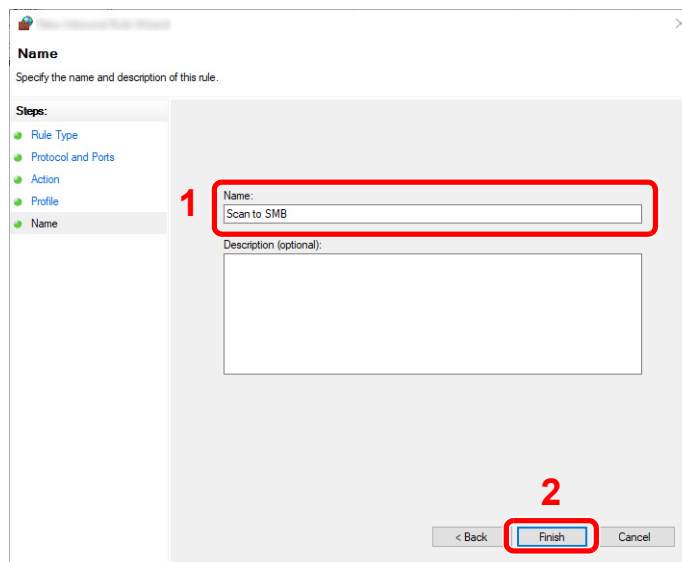 Name
Specify the name and description of this rule.
Steps:
Rule Type
Protocol and Ports
Action
Profile
Name
1
Name:
Scan to SMB
Description (optional):
2
< Back
Finish
Cancel